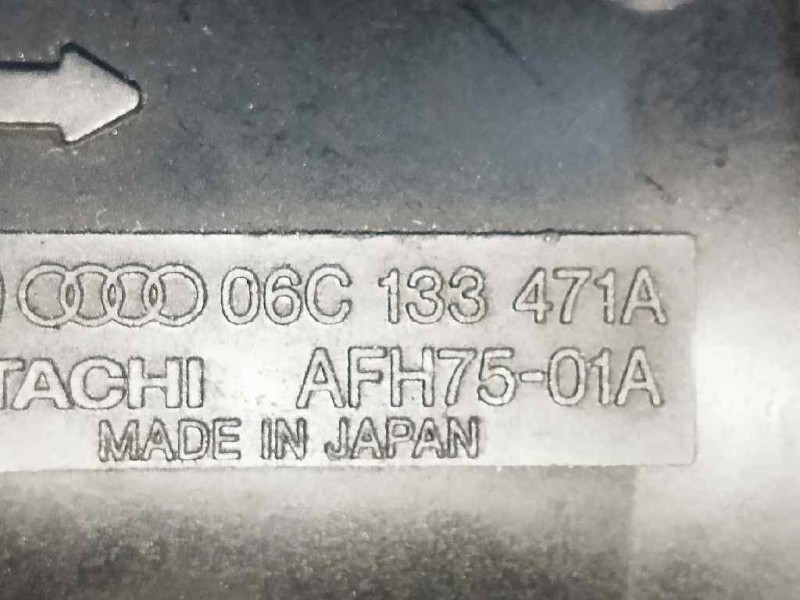 06C 133 471A
TACHI AFH75-01A
MADE IN JAPAN